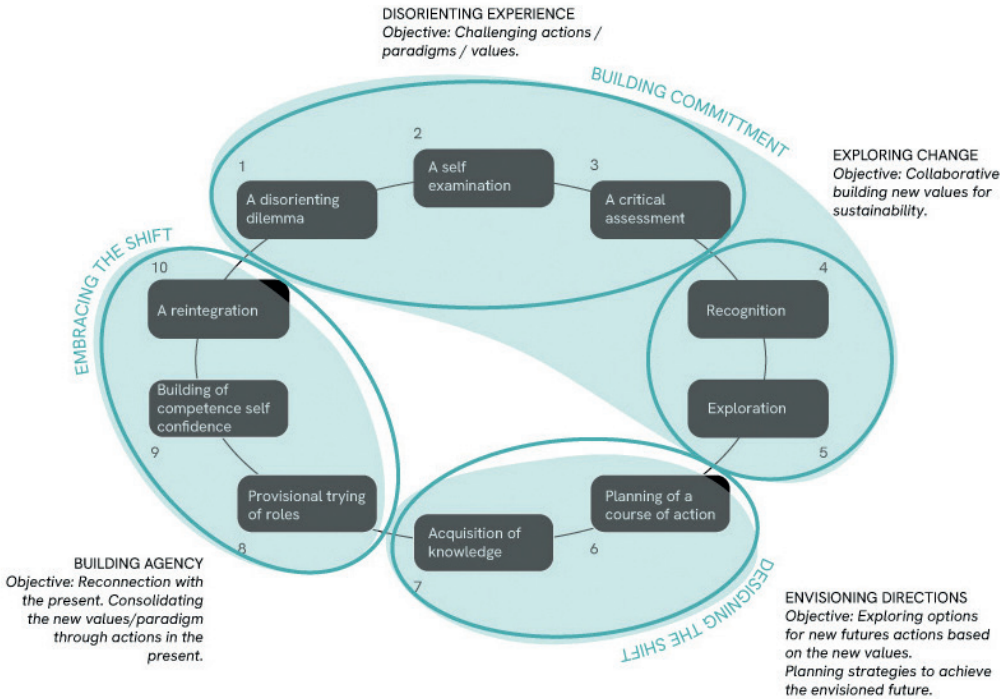 DISORIENTING EXPERIENCE
Objective: Challenging actions /
paradigms / values.
BUILDING COMMITTMENT
EXPLORING CHANGE
Objective: Collaborative
building new values for
sustainability.
1
A disorienting
dilemma
2
A self
examination
3
A critical
assessment
4
Recognition
Exploration
5
Planning of a
course of action
6
Acquisition of
knowledge
7
DESIGNING THE SHIFT
ENVISIONING DIRECTIONS
Objective: Exploring options
for new futures actions based
on the new values.
Planning strategies to achieve
the envisioned future.
Provisional trying
of roles
8
Building of
competence self
confidence
9
10
A reintegration
EMBRACING THE SHIFT
BUILDING AGENCY
Objective: Reconnection with
the present. Consolidating
the new values/paradigm
through actions in the
present.